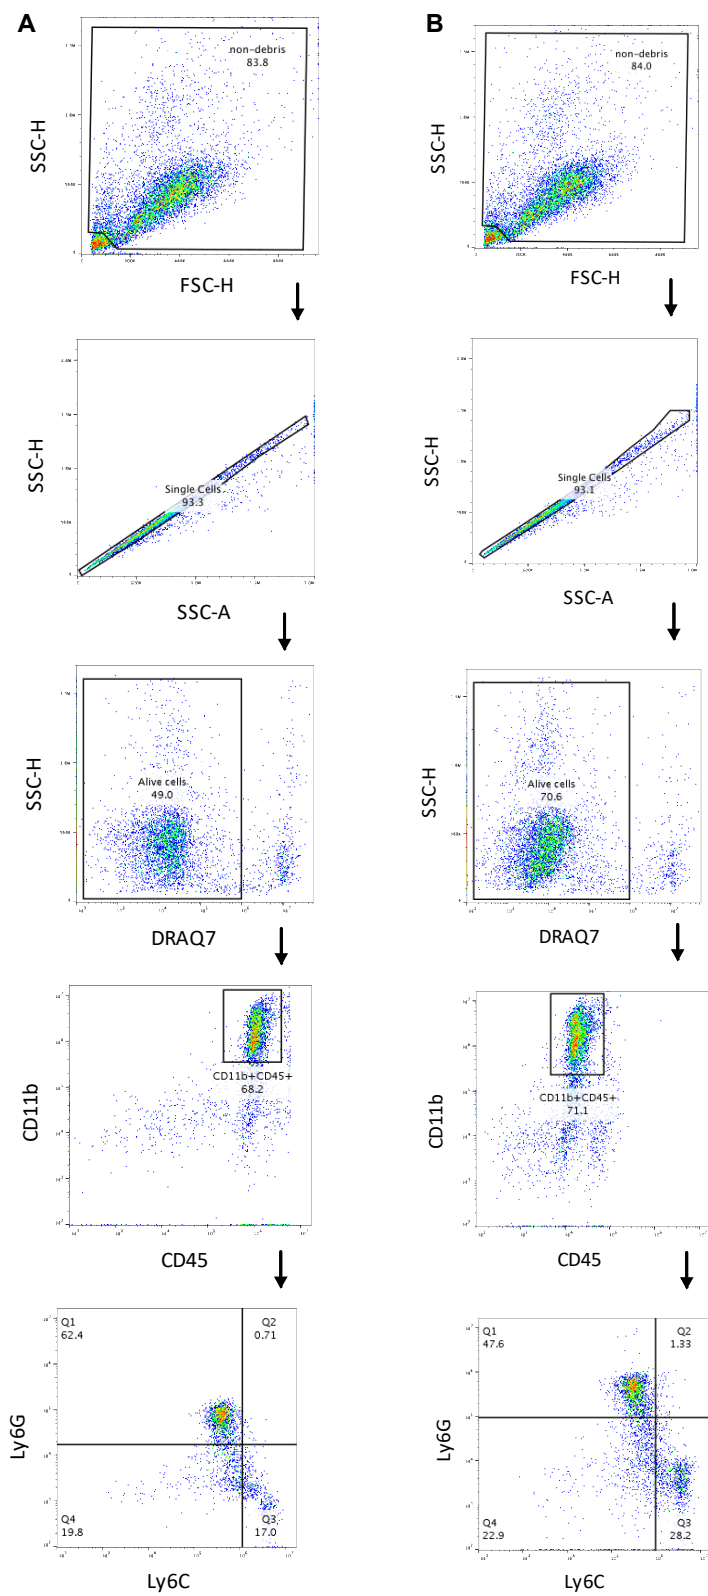 A
B
non-debris
83.8
SSC-H
FSC-H
non-debris
84.0
SSC-H
FSC-H
Single Cells
93.3
SSC-H
SSC-A
Single Cells
93.1
SSC-H
SSC-A
Alive cells
49.0
SSC-H
DRAQ7
Alive cells
70.6
SSC-H
DRAQ7
CD11b+CD45+
68.2
CD11b
CD45
CD11b+CD45+
71.1
CD11b
CD45
Q1
62.4
Q2
0.71
Q4
19.8
Q3
17.0
Ly6G
Ly6C
Q1
47.6
Q2
1.33
Q4
22.9
Q3
28.2
Ly6G
Ly6C